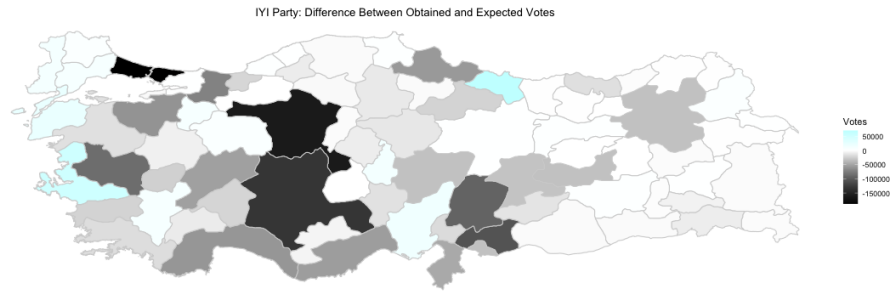 IYI Party: Difference Between Obtained and Expected Votes
Votes
50000
0
-50000
-100000
-150000